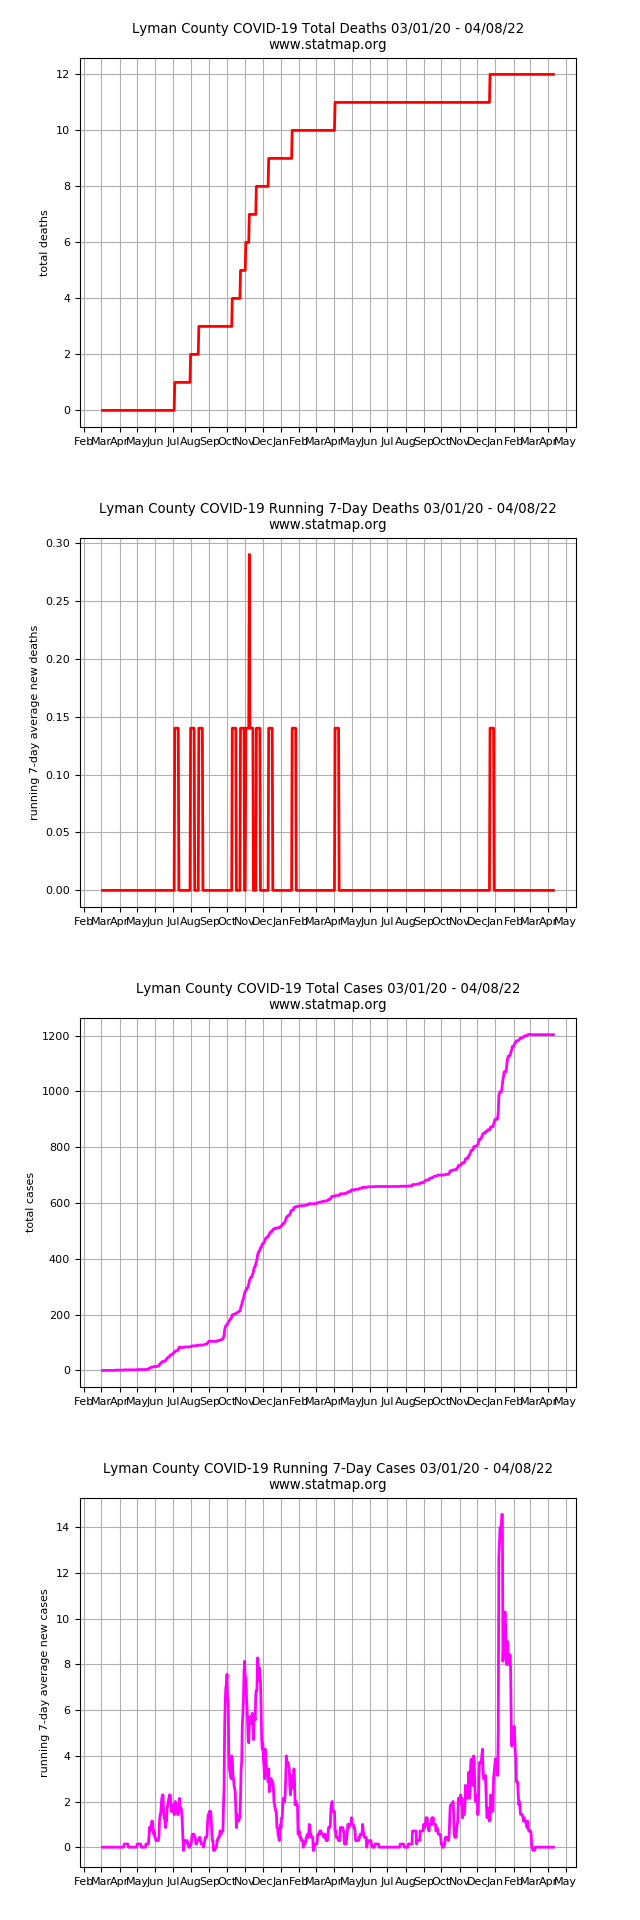 Lyman County COVID-19 Total Deaths 03/01/20 - 04/08/22
www.statmap.org
12
10
8
6
4
2
0
total deaths
Feb Mar Apr May Jun Jul Aug Sep Oct Nov Dec Jan Feb Mar Apr May Jun Jul Aug Sep Oct Nov Dec Jan Feb Mar Apr May
Lyman County COVID-19 Running 7-Day Deaths 03/01/20 - 04/08/22
www.statmap.org
0.30
0.25
0.20
0.15
0.10
0.05
0.00
running 7-day average new deaths
Feb Mar Apr May Jun Jul Aug Sep Oct Nov Dec Jan Feb Mar Apr May Jun Jul Aug Sep Oct Nov Dec Jan Feb Mar Apr May
Lyman County COVID-19 Total Cases 03/01/20 - 04/08/22
www.statmap.org
1200
1000
800
600
400
200
0
total cases
Feb Mar Apr May Jun Jul Aug Sep Oct Nov Dec Jan Feb Mar Apr May Jun Jul Aug Sep Oct Nov Dec Jan Feb Mar Apr May
Lyman County COVID-19 Running 7-Day Cases 03/01/20 - 04/08/22
www.statmap.org
14
12
10
8
6
4
2
0
running 7-day average new cases
Feb Mar Apr May Jun Jul Aug Sep Oct Nov Dec Jan Feb Mar Apr May Jun Jul Aug Sep Oct Nov Dec Jan Feb Mar Apr May